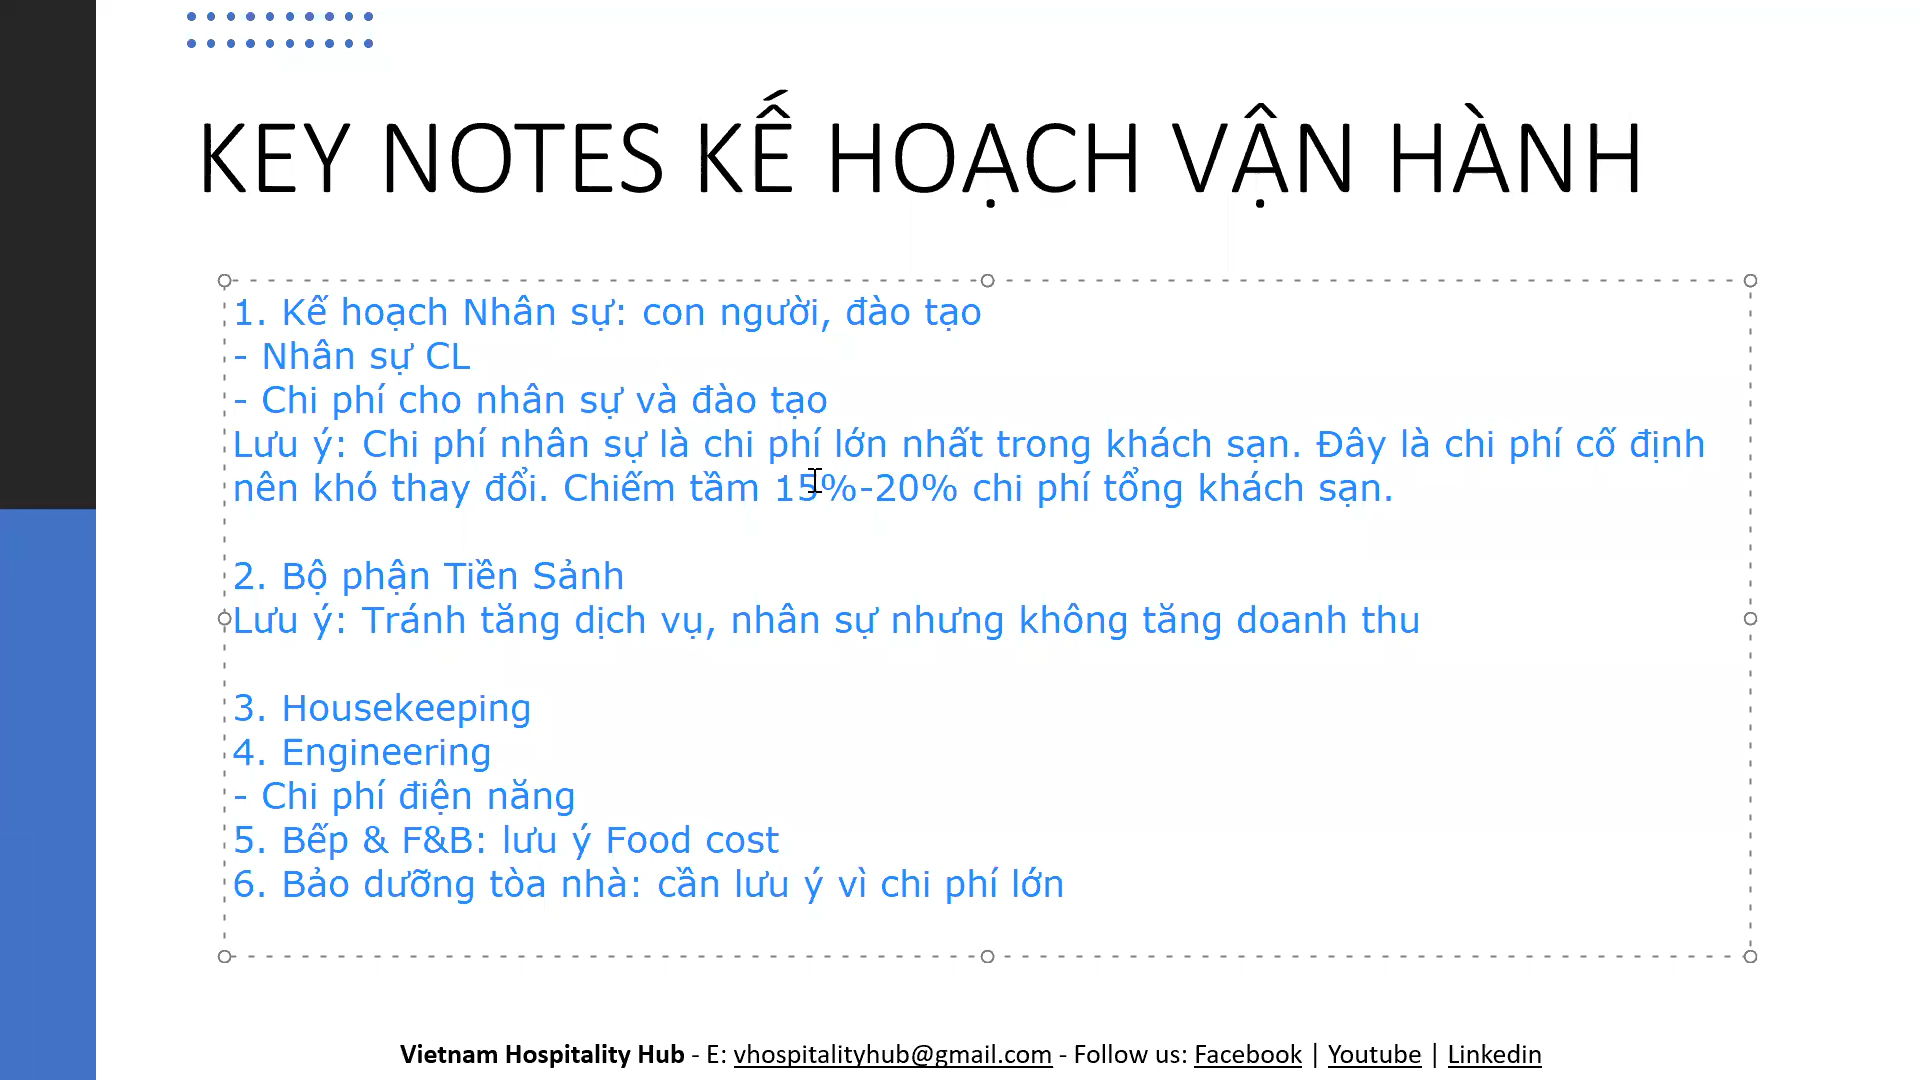 KEY NOTES KẾ HOẠCH VẬN HÀNH
1. Kế hoạch Nhân sự: con người, đào tạo
- Nhân sự CL
- Chi phí cho nhân sự và đào tạo
Lưu ý: Chi phí nhân sự là chi phí lớn nhất trong khách sạn. Đây là chi phí cố định
nên khó thay đổi. Chiếm tầm 15%-20% chi phí tổng khách sạn.
2. Bộ phận Tiền Sảnh
Lưu ý: Tránh tăng dịch vụ, nhân sự nhưng không tăng doanh thu
3. Housekeeping
4. Engineering
- Chi phí điện năng
5. Bếp & F&B: lưu ý Food cost
6. Bảo dưỡng tòa nhà: cần lưu ý vì chi phí lớn
Vietnam Hospitality Hub - E: vhospitalityhub@gmail.com - Follow us: Facebook | Youtube | Linkedin